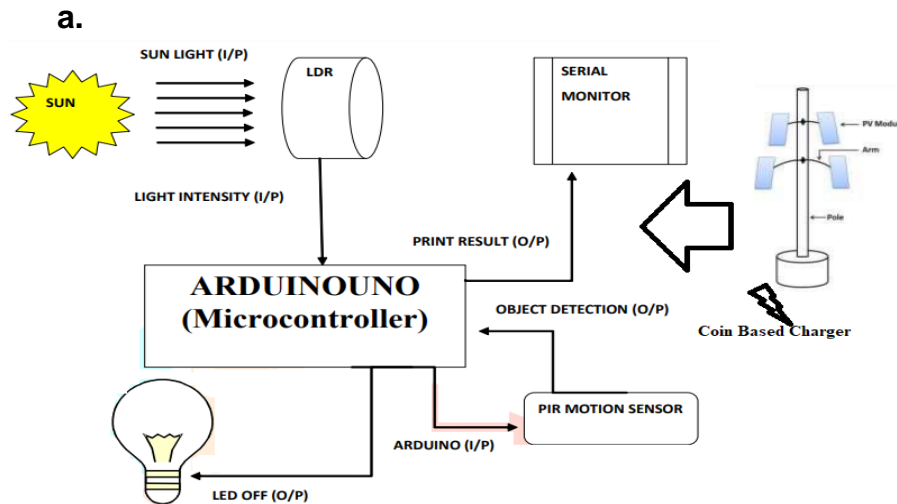 a.
SUN LIGHT (I/P)
SUN
LDR
SERIAL
MONITOR
PV Modu
Arm
Pole
LIGHT INTENSITY (I/P)
PRINT RESULT (O/P)
ARDUINOUNO
(Microcontroller)
OBJECT DETECTION (O/P)
Coin Based Charger
PIR MOTION SENSOR
ARDUINO (I/P)
LED OFF (O/P)